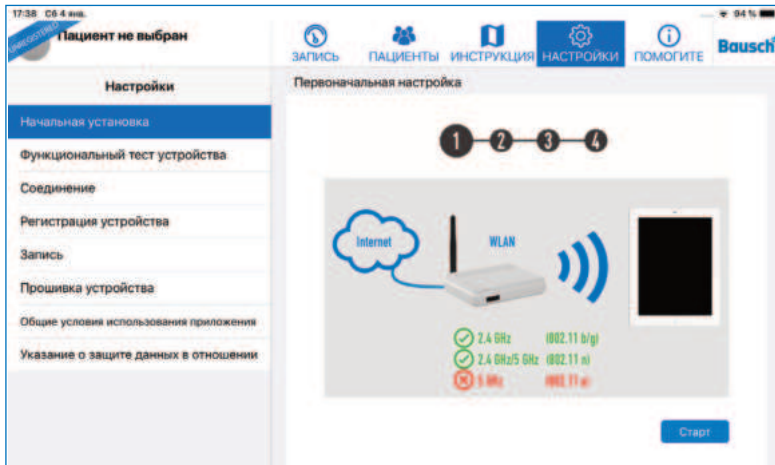 17:38 Сб 4 янв.
94 %
UNREGISTERED
Пациент не выбран
ЗАПИСЬ
ПАЦИЕНТЫ
ИНСТРУКЦИЯ
НАСТРОЙКИ
ПОМОГИТЕ
Bausch
Настройки
Первоначальная настройка
Начальная установка
Функциональный тест устройства
Соединение
Регистрация устройства
Запись
Прошивка устройства
Общие условия использования приложения
Указание о защите данных в отношении
1 2 3 4
Internet
WLAN
2.4 GHz (802.11 b/g)
2.4 GHz/5 GHz (802.11 n)
5 GHz (802.11 a)
Старт